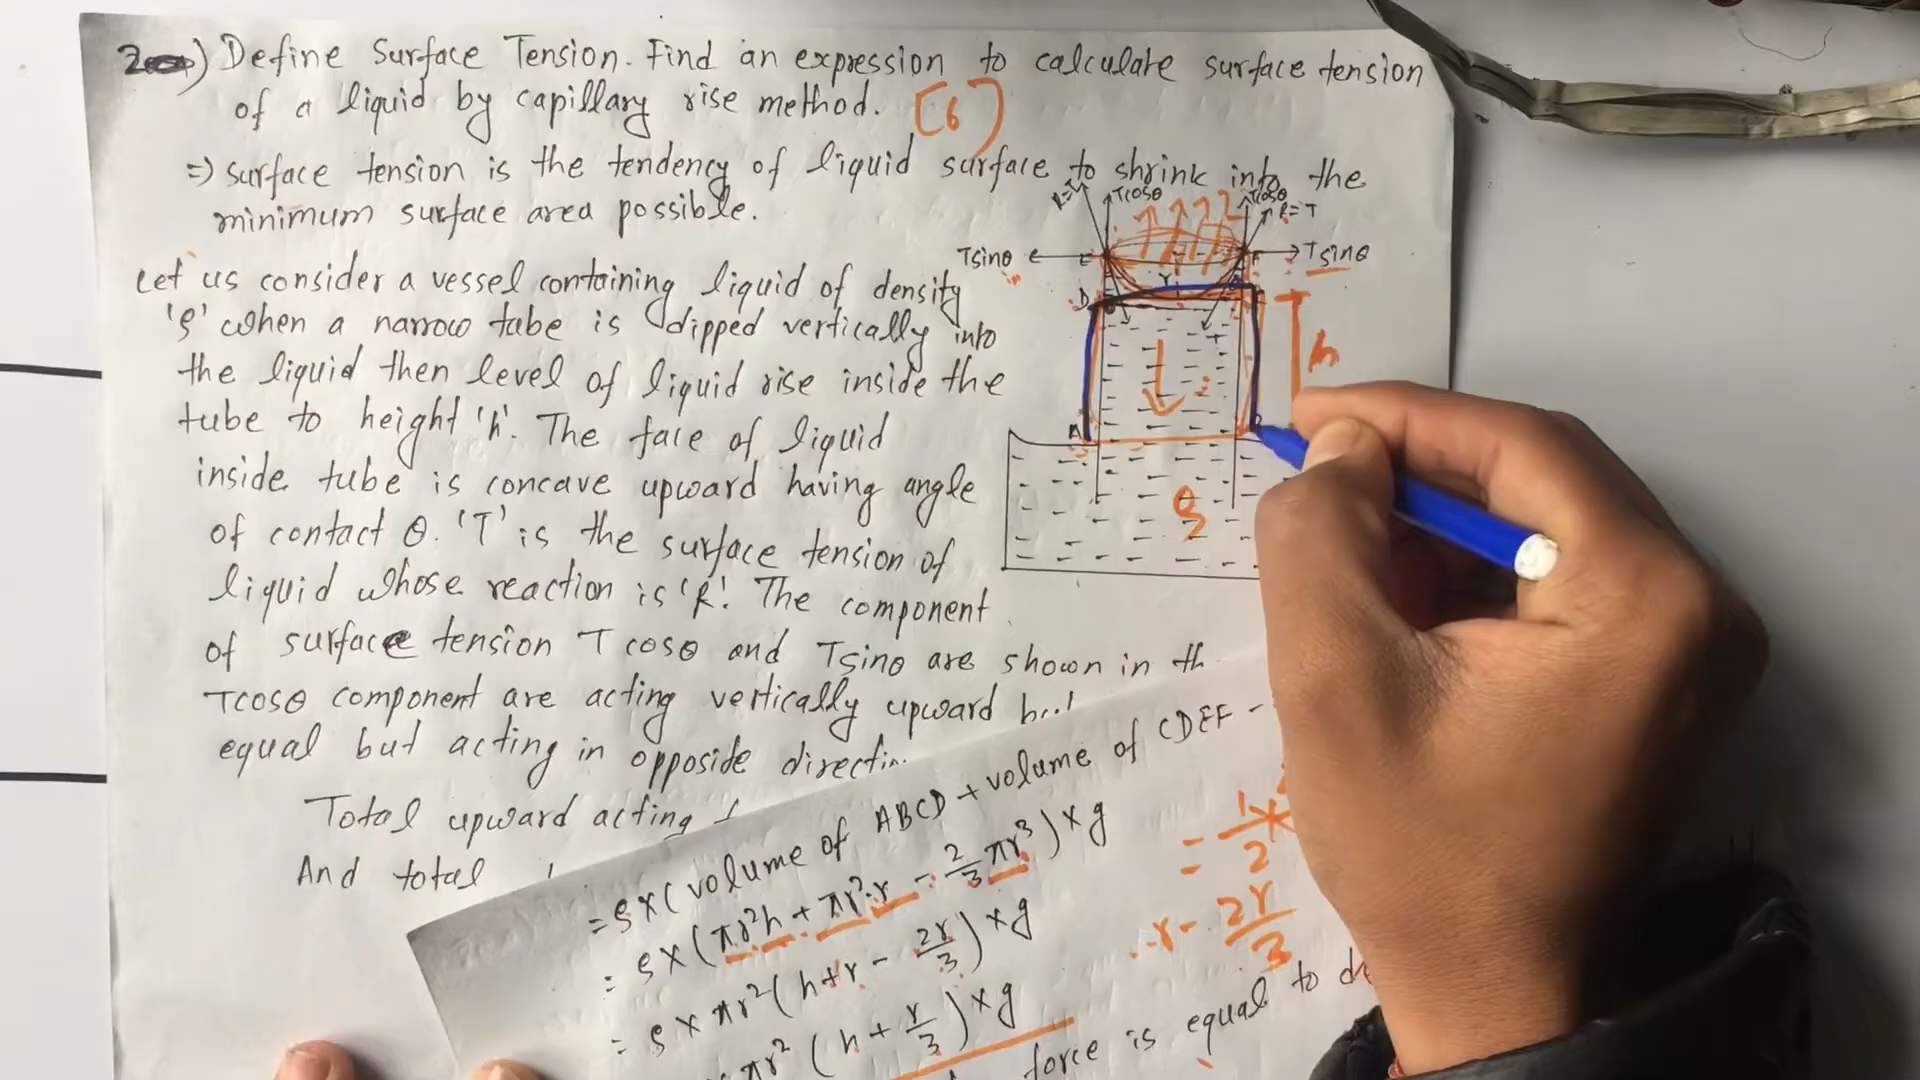 2) Define Surface Tension. Find an expression to calculate surface tension
of a liquid by capillary rise method. [6]
=) surface tension is the tendency of liquid surface to shrink into the
minimum surface area possible.
Tcosθ
Tcosθ
R=T
Tsinθ
Tsinθ
Let us consider a vessel containing liquid of density
'ρ' when a narrow tube is dipped vertically into
the liquid then level of liquid rise inside the
h
tube to height 'h'. The face of liquid
A
inside tube is concave upward having angle
ρ
of contact θ. 'T' is the surface tension of
liquid whose reaction is 'R'. The component
of surface tension T cosθ and Tsinθ are shown in th
Tcosθ component are acting vertically upward
equal but acting in opposite
Total upward acting
And total
= ρ x ( volume of ABCD + volume of CDEF -
= ρ x ( πr²h + πr².r - 2/3 πr³ ) x g
= ρ x πr² ( h + r - 2r/3 ) x g
πr² ( h + r/3 ) x g
r - 2r/3
force is equal to